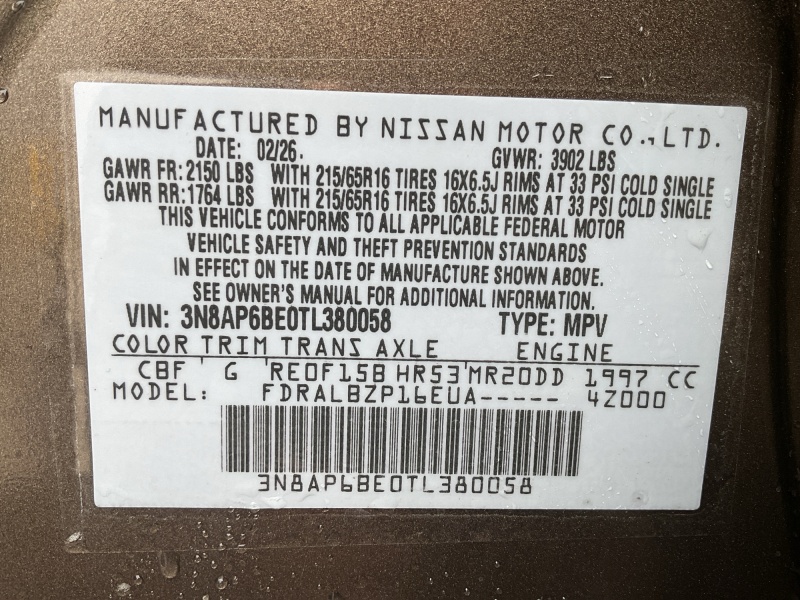 MANUFACTURED BY NISSAN MOTOR CO., LTD.
DATE: 02/26. GVWR: 3902 LBS
GAWR FR: 2150 LBS WITH 215/65R16 TIRES 16X6.5J RIMS AT 33 PSI COLD SINGLE
GAWR RR: 1764 LBS WITH 215/65R16 TIRES 16X6.5J RIMS AT 33 PSI COLD SINGLE
THIS VEHICLE CONFORMS TO ALL APPLICABLE FEDERAL MOTOR
VEHICLE SAFETY AND THEFT PREVENTION STANDARDS
IN EFFECT ON THE DATE OF MANUFACTURE SHOWN ABOVE.
SEE OWNER'S MANUAL FOR ADDITIONAL INFORMATION.
VIN: 3N8AP6BE0TL380058 TYPE: MPV
COLOR TRIM TRANS AXLE ENGINE
CBF G RE0F15B HR53 MR20DD 1997 CC
MODEL: FDRALBZP16EUA----- 4Z000
3N8AP6BE0TL380058